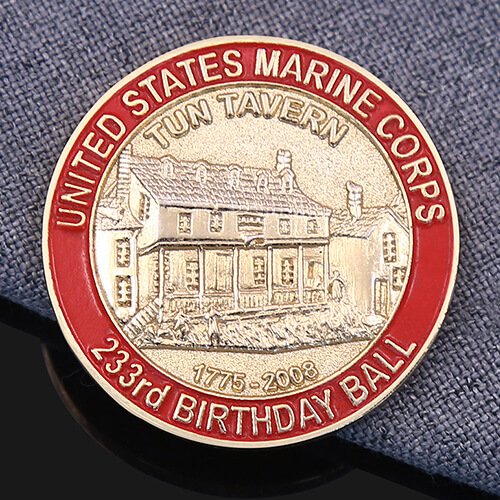 UNITED STATES MARINE CORPS
TUN TAVERN
1775-2008
233rd BIRTHDAY BALL